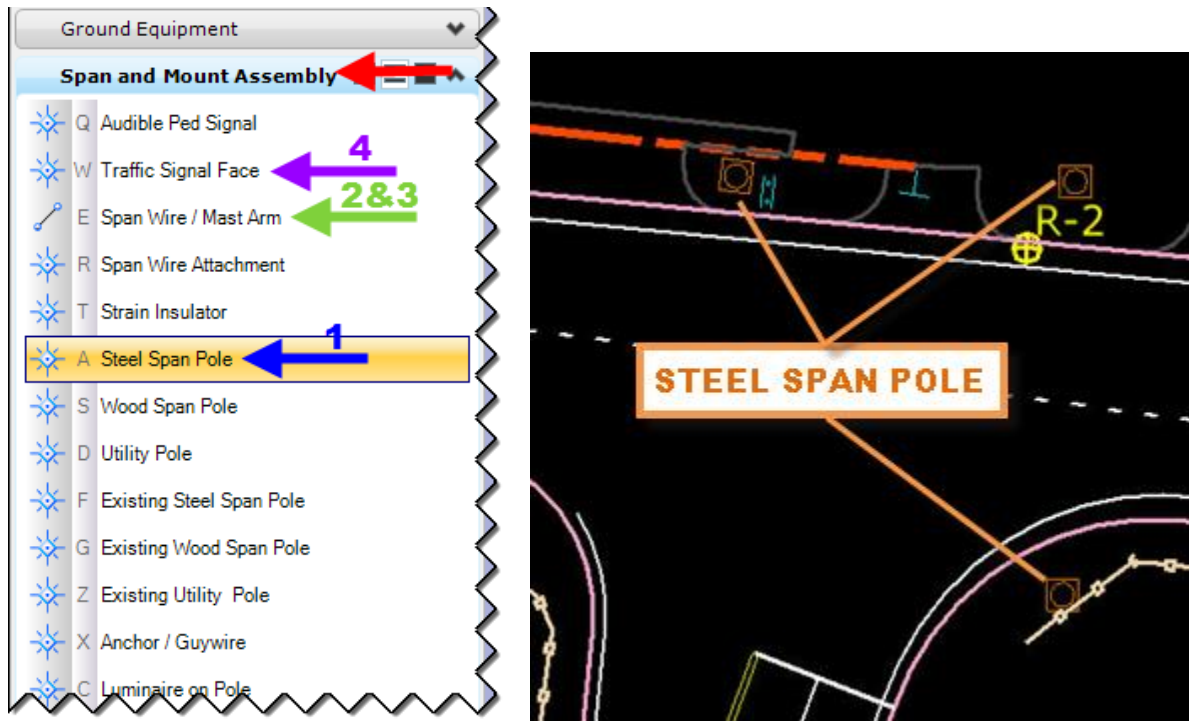 Ground Equipment
Span and Mount Assembly
Q Audible Ped Signal
W Traffic Signal Face 4
E Span Wire / Mast Arm 2&3
R Span Wire Attachment
T Strain Insulator
A Steel Span Pole 1
S Wood Span Pole
D Utility Pole
F Existing Steel Span Pole
G Existing Wood Span Pole
Z Existing Utility Pole
X Anchor / Guywire
C Luminaire on Pole
R-2
STEEL SPAN POLE